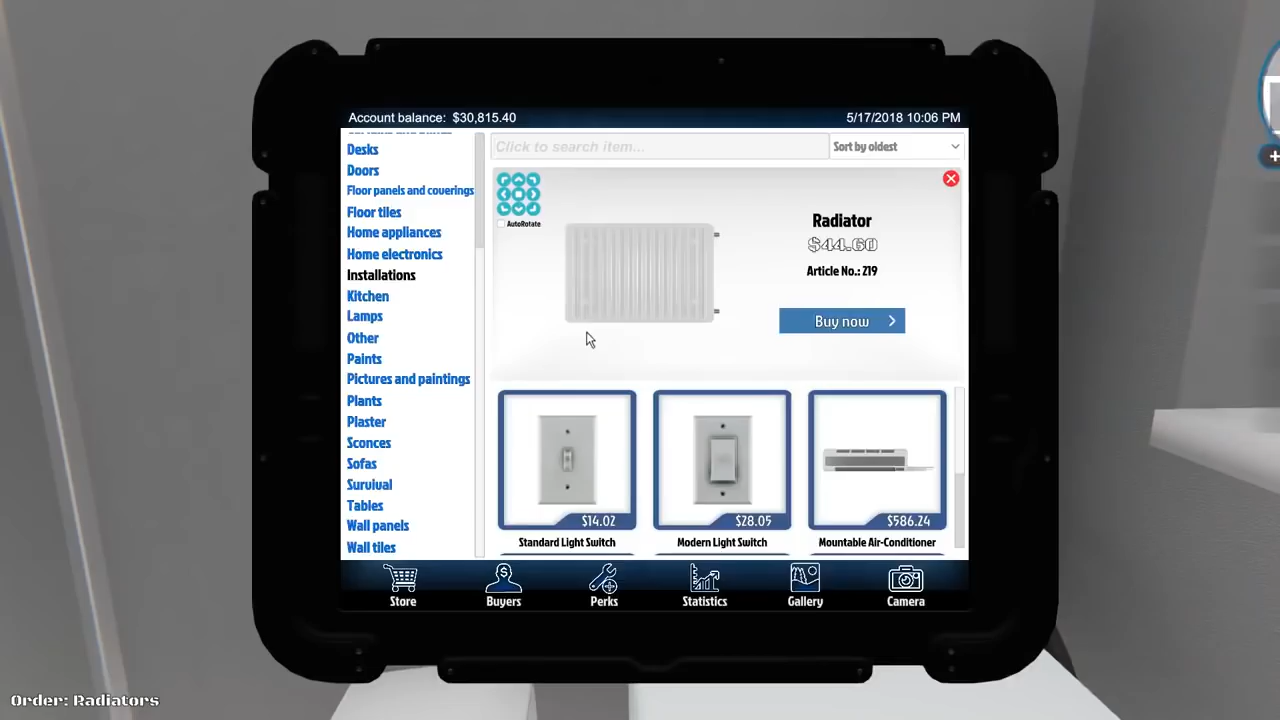 Account balance: $30,815.40
5/17/2018 10:06 PM
Desks
Doors
Floor panels and coverings
Floor tiles
Home appliances
Home electronics
Installations
Kitchen
Lamps
Other
Paints
Pictures and paintings
Plants
Plaster
Sconces
Sofas
Survival
Tables
Wall panels
Wall tiles
Click to search item...
Sort by oldest
AutoRotate
Radiator
$44.60
Article No.: 219
Buy now
$14.02
$28.05
$586.24
Standard Light Switch
Modern Light Switch
Mountable Air-Conditioner
Store
Buyers
Perks
Statistics
Gallery
Camera
Order: Radiators